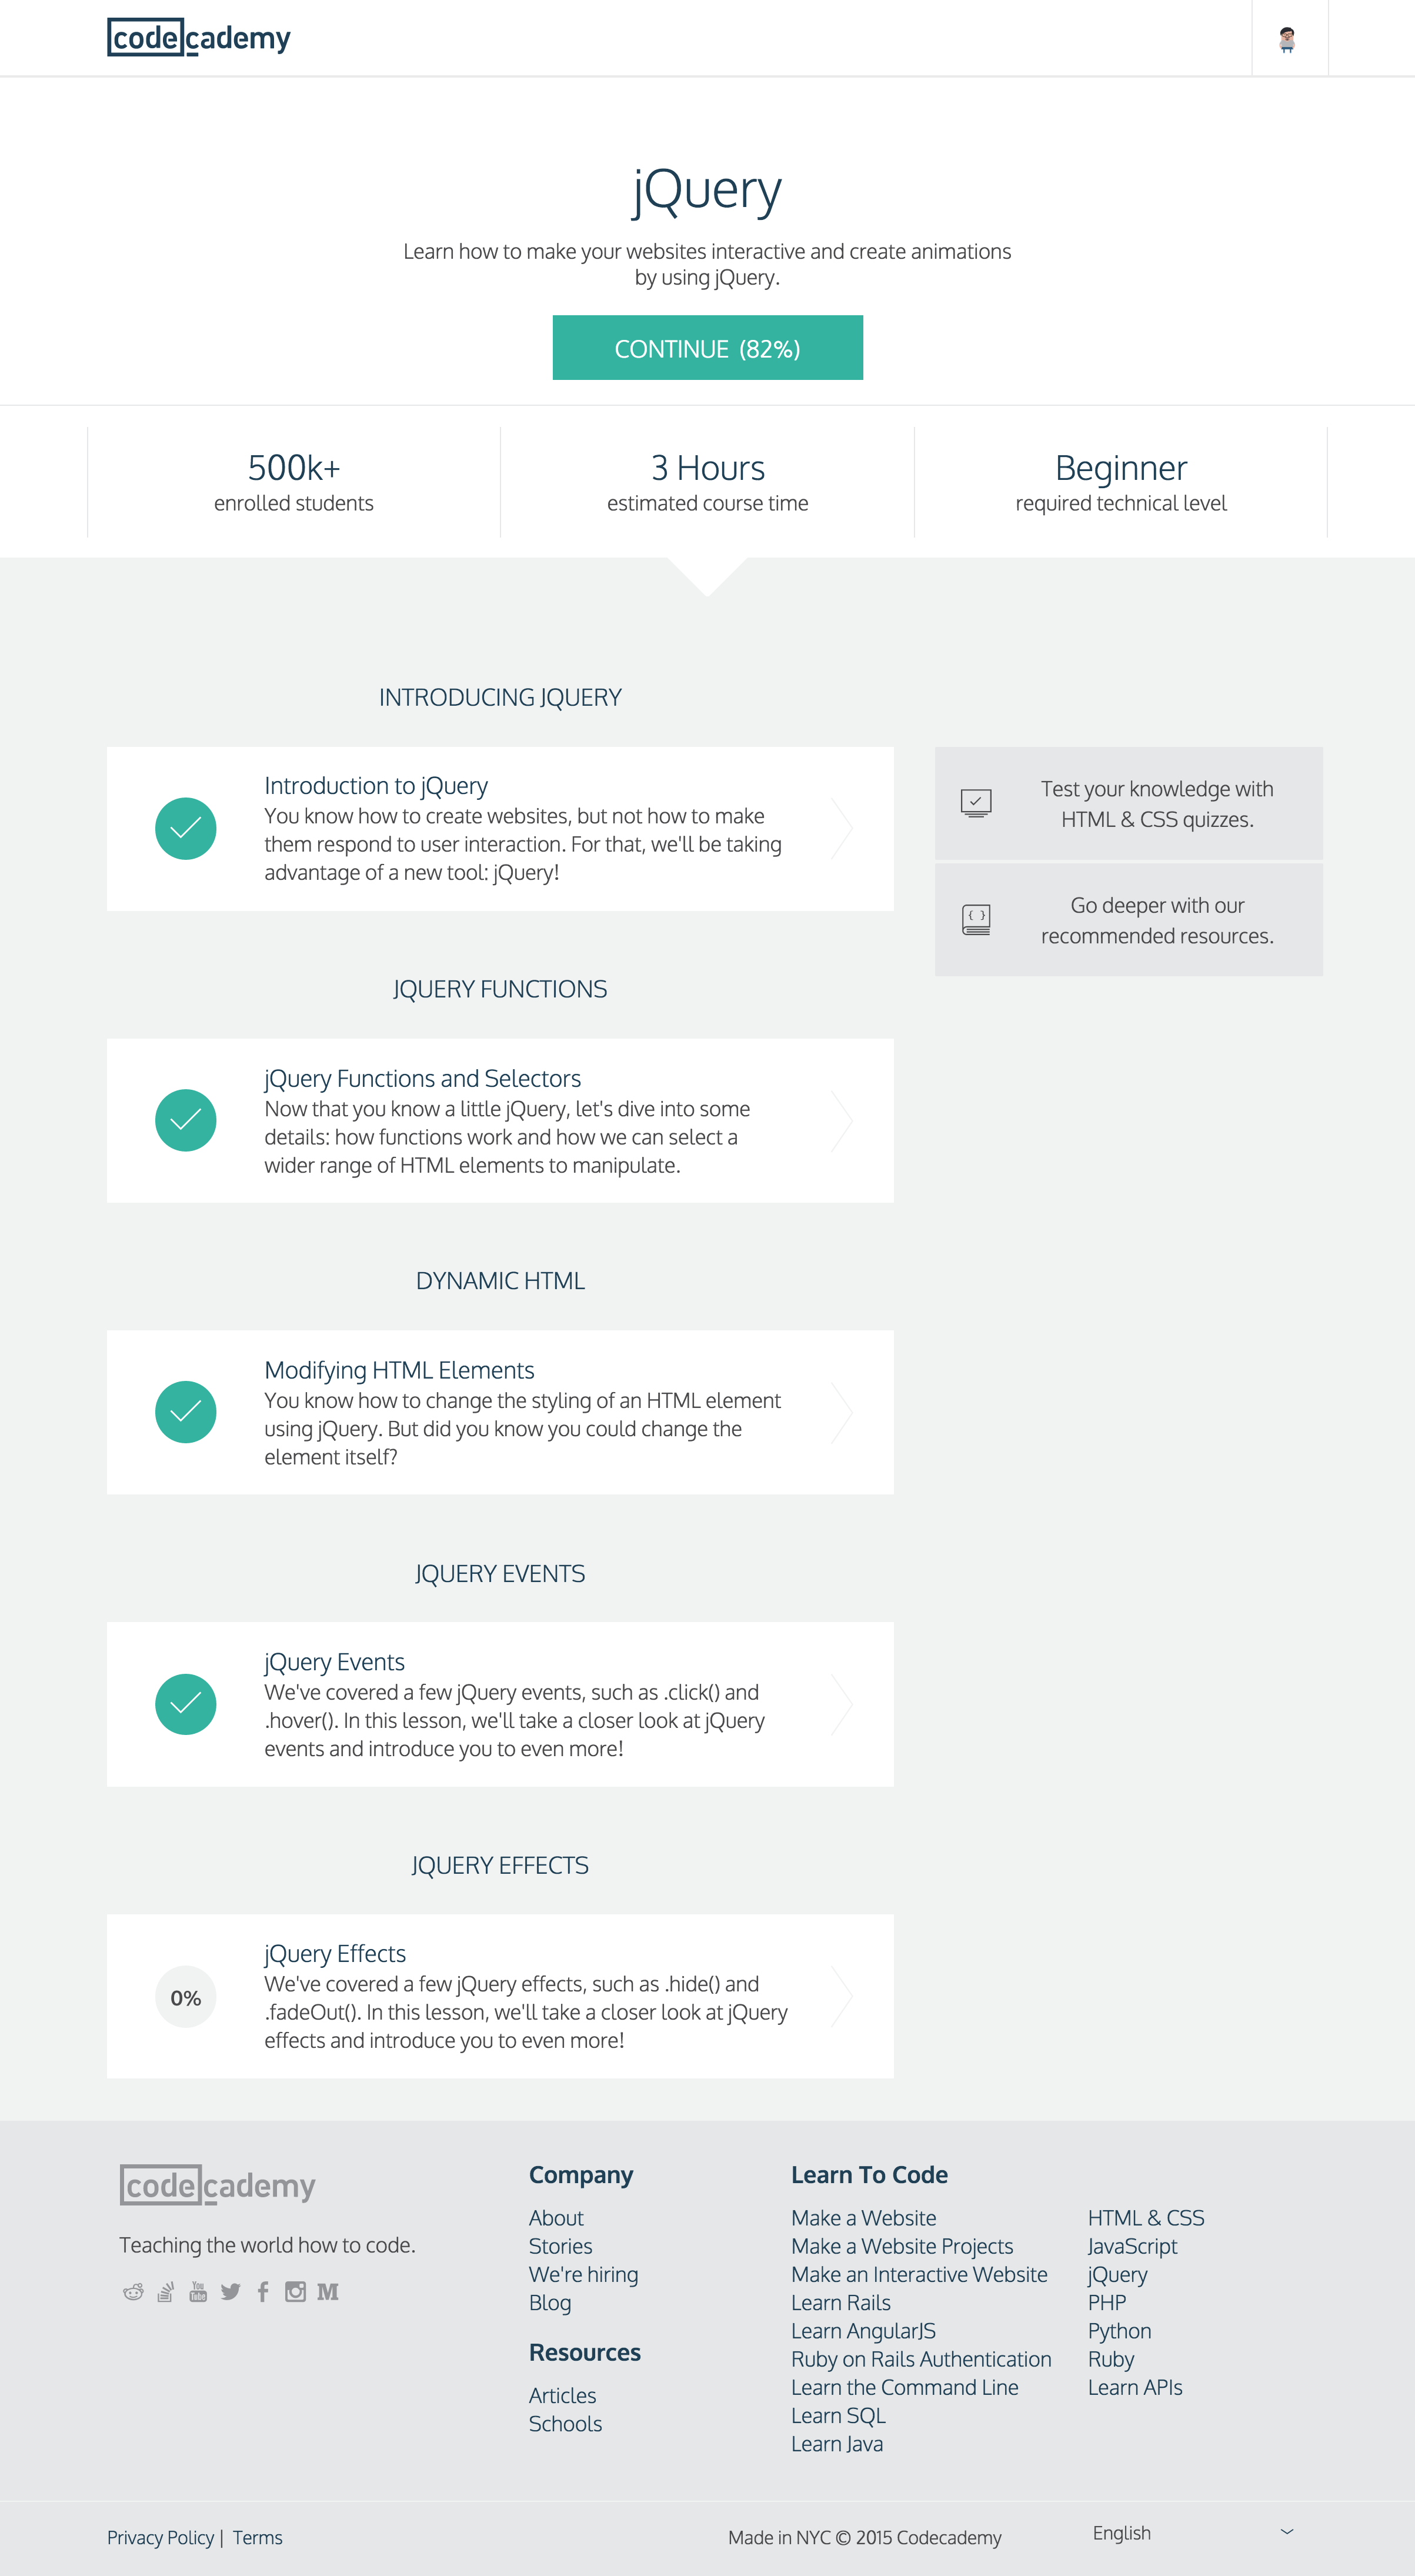 codecademy
jQuery
Learn how to make your websites interactive and create animations
by using jQuery.
CONTINUE (82%)
500k+
enrolled students
3 Hours
estimated course time
Beginner
required technical level
INTRODUCING JQUERY
Introduction to jQuery
You know how to create websites, but not how to make
them respond to user interaction. For that, we'll be taking
advantage of a new tool: jQuery!
Test your knowledge with
HTML & CSS quizzes.
{ }
Go deeper with our
recommended resources.
JQUERY FUNCTIONS
jQuery Functions and Selectors
Now that you know a little jQuery, let's dive into some
details: how functions work and how we can select a
wider range of HTML elements to manipulate.
DYNAMIC HTML
Modifying HTML Elements
You know how to change the styling of an HTML element
using jQuery. But did you know you could change the
element itself?
JQUERY EVENTS
jQuery Events
We've covered a few jQuery events, such as .click() and
.hover(). In this lesson, we'll take a closer look at jQuery
events and introduce you to even more!
JQUERY EFFECTS
0%
jQuery Effects
We've covered a few jQuery effects, such as .hide() and
.fadeOut(). In this lesson, we'll take a closer look at jQuery
effects and introduce you to even more!
codecademy
Teaching the world how to code.
You Tube
f
M
Company
About
Stories
We're hiring
Blog
Resources
Articles
Schools
Learn To Code
Make a Website
Make a Website Projects
Make an Interactive Website
Learn Rails
Learn AngularJS
Ruby on Rails Authentication
Learn the Command Line
Learn SQL
Learn Java
HTML & CSS
JavaScript
jQuery
PHP
Python
Ruby
Learn APIs
Privacy Policy | Terms
Made in NYC © 2015 Codecademy
English